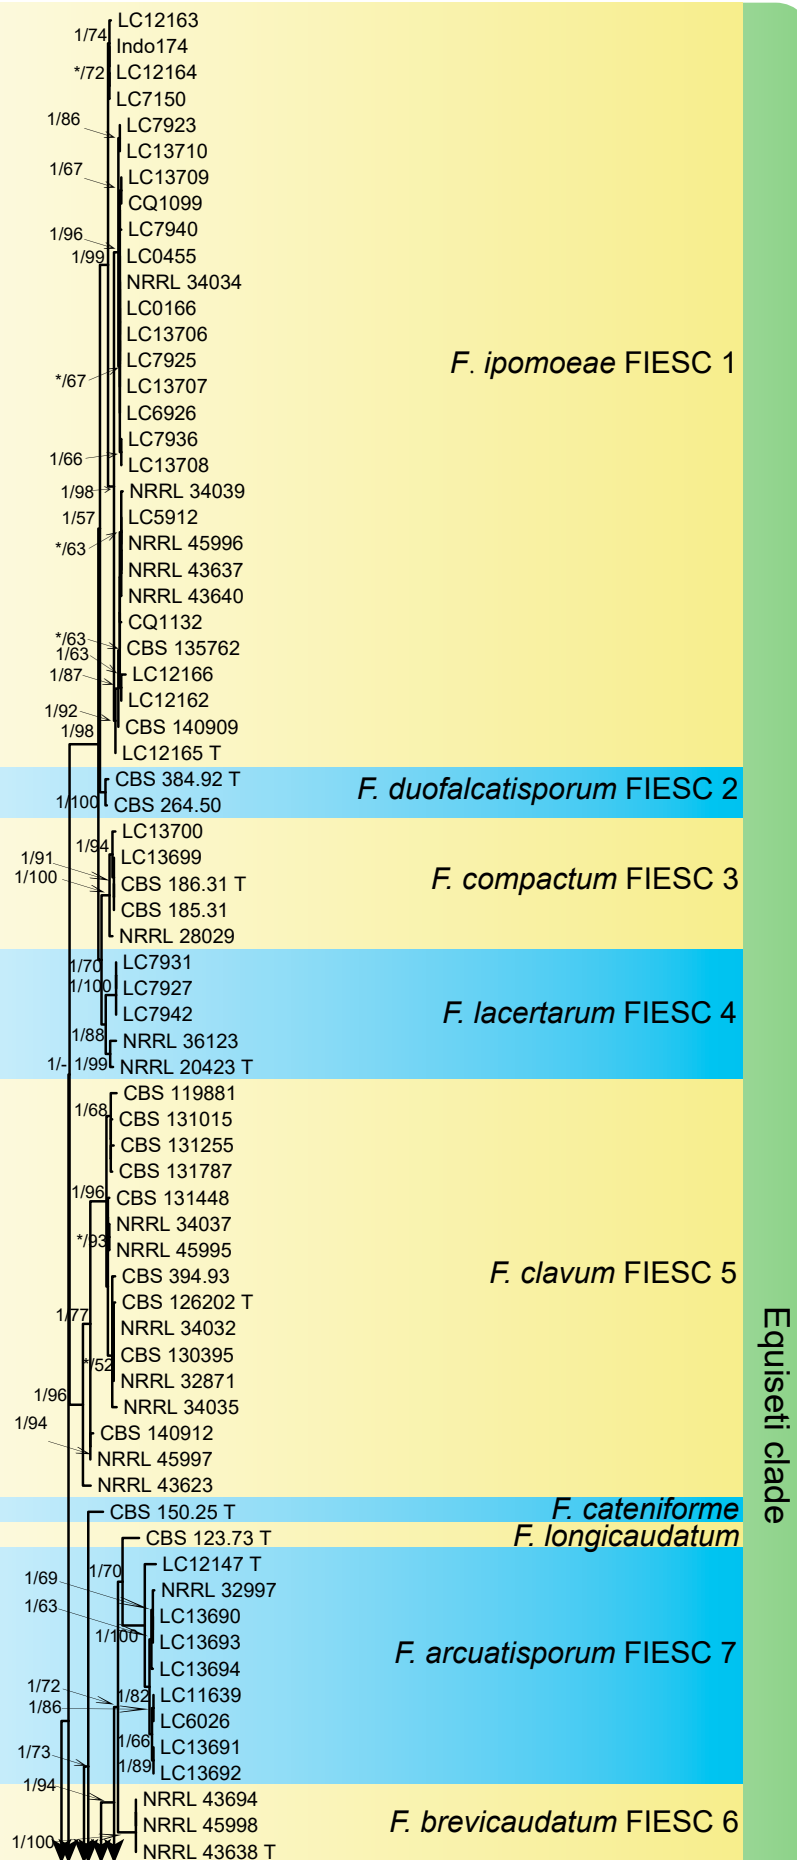 LC12163
1/74
Indo174
*/72
LC12164
LC7150
1/86
LC7923
LC13710
1/67
LC13709
CQ1099
LC7940
1/96
1/99
LC0455
NRRL 34034
LC0166
LC13706
LC7925
F. ipomoeae FIESC 1
*/67
LC13707
LC6926
LC7936
1/66
LC13708
1/98
NRRL 34039
1/57
LC5912
*/63
NRRL 45996
NRRL 43637
NRRL 43640
CQ1132
*/63
CBS 135762
1/63
1/87
LC12166
LC12162
1/92
CBS 140909
1/98
LC12165 T
CBS 384.92 T
F. duofalcatisporum FIESC 2
1/100
CBS 264.50
LC13700
1/94
1/91
LC13699
1/100
CBS 186.31 T
F. compactum FIESC 3
CBS 185.31
NRRL 28029
1/70
LC7931
1/100
LC7927
LC7942
F. lacertarum FIESC 4
1/88
NRRL 36123
1/-
1/99
NRRL 20423 T
CBS 119881
1/68
CBS 131015
CBS 131255
CBS 131787
1/96
CBS 131448
NRRL 34037
*/93
NRRL 45995
CBS 394.93
F. clavum FIESC 5
CBS 126202 T
1/77
NRRL 34032
CBS 130395
*/52
NRRL 32871
1/96
NRRL 34035
1/94
CBS 140912
NRRL 45997
NRRL 43623
Equiseti clade
CBS 150.25 T
F. cateniforme
CBS 123.73 T
F. longicaudatum
1/70
LC12147 T
1/69
NRRL 32997
1/63
LC13690
1/100
LC13693
F. arcuatisporum FIESC 7
LC13694
1/72
1/82
LC11639
1/86
LC6026
1/66
LC13691
1/73
1/89
LC13692
1/94
NRRL 43694
NRRL 45998
F. brevicaudatum FIESC 6
1/100
NRRL 43638 T